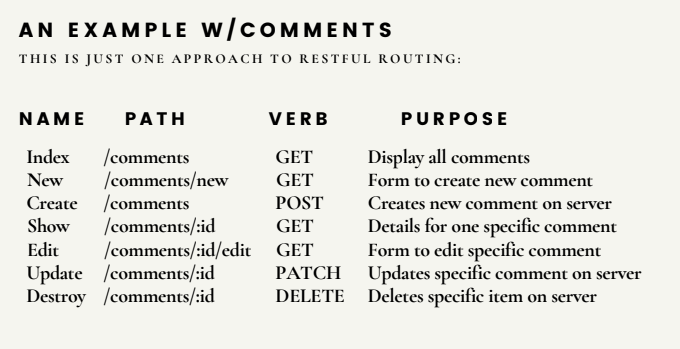 AN EXAMPLE W/COMMENTS
THIS IS JUST ONE APPROACH TO RESTFUL ROUTING:
NAME PATH VERB PURPOSE
Index /comments GET Display all comments
New /comments/new GET Form to create new comment
Create /comments POST Creates new comment on server
Show /comments/:id GET Details for one specific comment
Edit /comments/:id/edit GET Form to edit specific comment
Update /comments/:id PATCH Updates specific comment on server
Destroy /comments/:id DELETE Deletes specific item on server